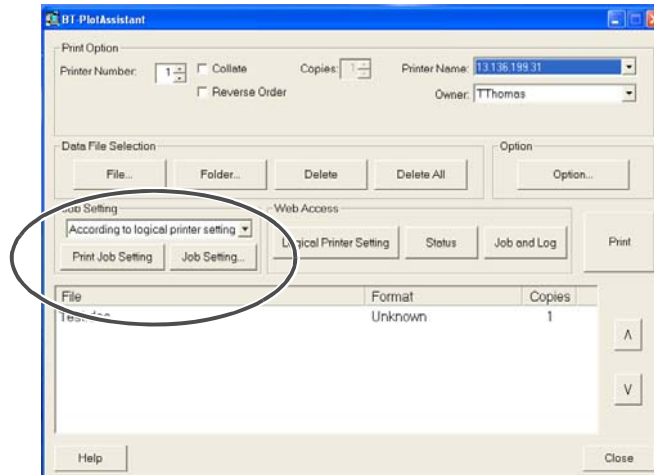 BT-PlotAssistant
Print Option
Printer Number: 1 Collate Copies: 1 Printer Name: 13.136.199.31
Reverse Order Owner: TThomas
Data File Selection Option
File... Folder... Delete Delete All Option...
Job Setting Web Access
According to logical printer setting
Print Job Setting Job Setting... Logical Printer Setting Status Job and Log Print
File Format Copies
Unknown 1
Λ
V
Help Close